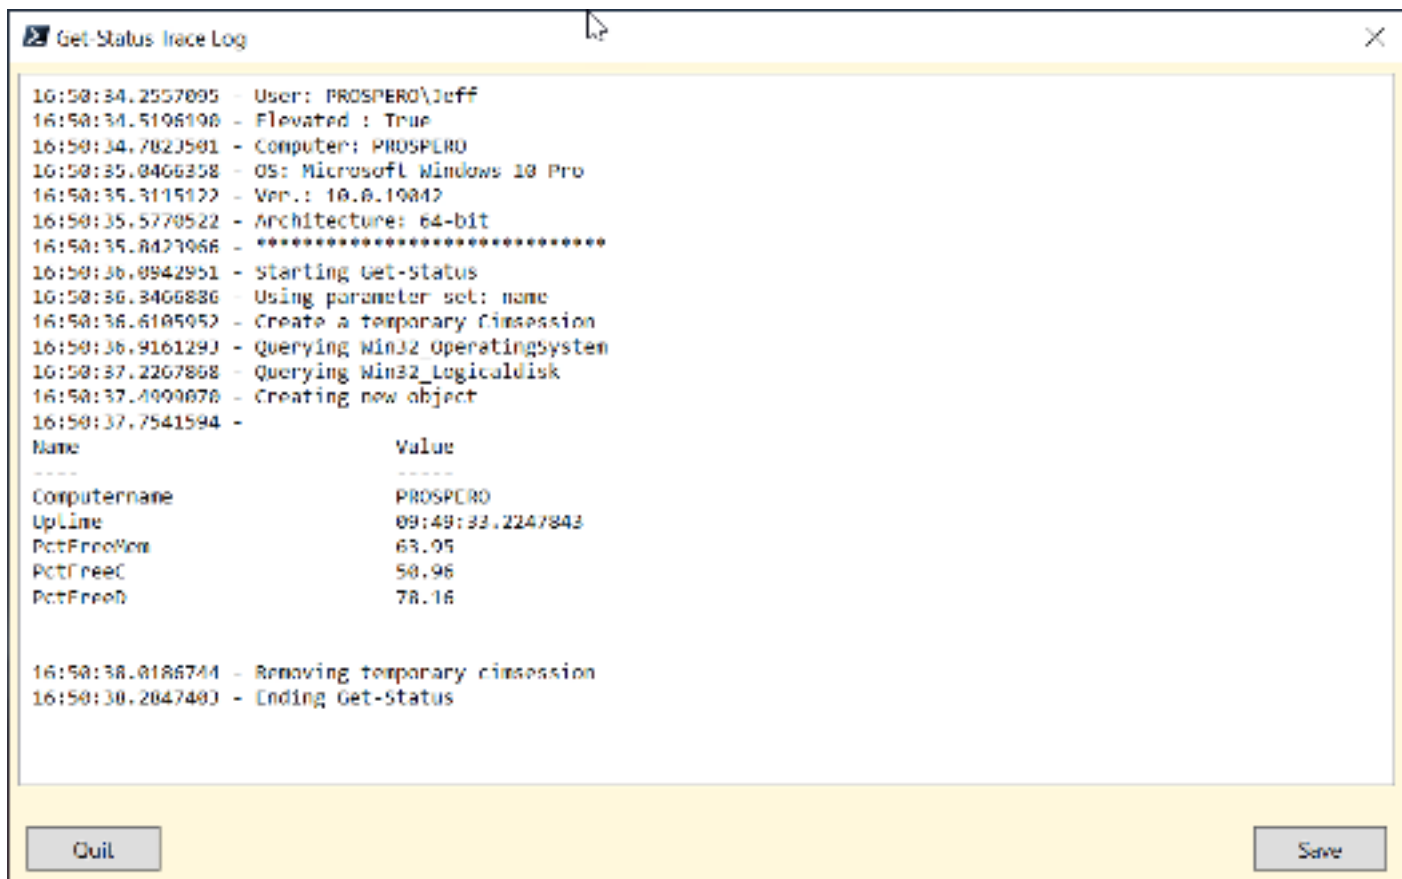 Get-Status Trace Log
16:50:34.2557095 - User: PROSPERO\Jeff
16:50:34.5196190 - Elevated : True
16:50:34.7823501 - Computer: PROSPERO
16:50:35.0466358 - OS: Microsoft Windows 10 Pro
16:50:35.3115122 - Ver.: 10.0.19042
16:50:35.5770522 - Architecture: 64-bit
16:50:35.8423966 - ******************************
16:50:36.0942951 - Starting Get-Status
16:50:36.3466886 - Using parameter set: name
16:50:36.6105952 - Create a temporary Cimsession
16:50:36.9161293 - Querying Win32_OperatingSystem
16:50:37.2267868 - Querying Win32_Logicaldisk
16:50:37.4999070 - Creating new object
16:50:37.7541594 -
Name Value
---- -----
Computername PROSPERO
Uptime 09:49:33.2247843
PctFreeMem 63.95
PctFreeC 50.96
PctFreeD 78.16
16:50:38.0186744 - Removing temporary cimsession
16:50:38.2847403 - Ending Get-Status
Quit
Save